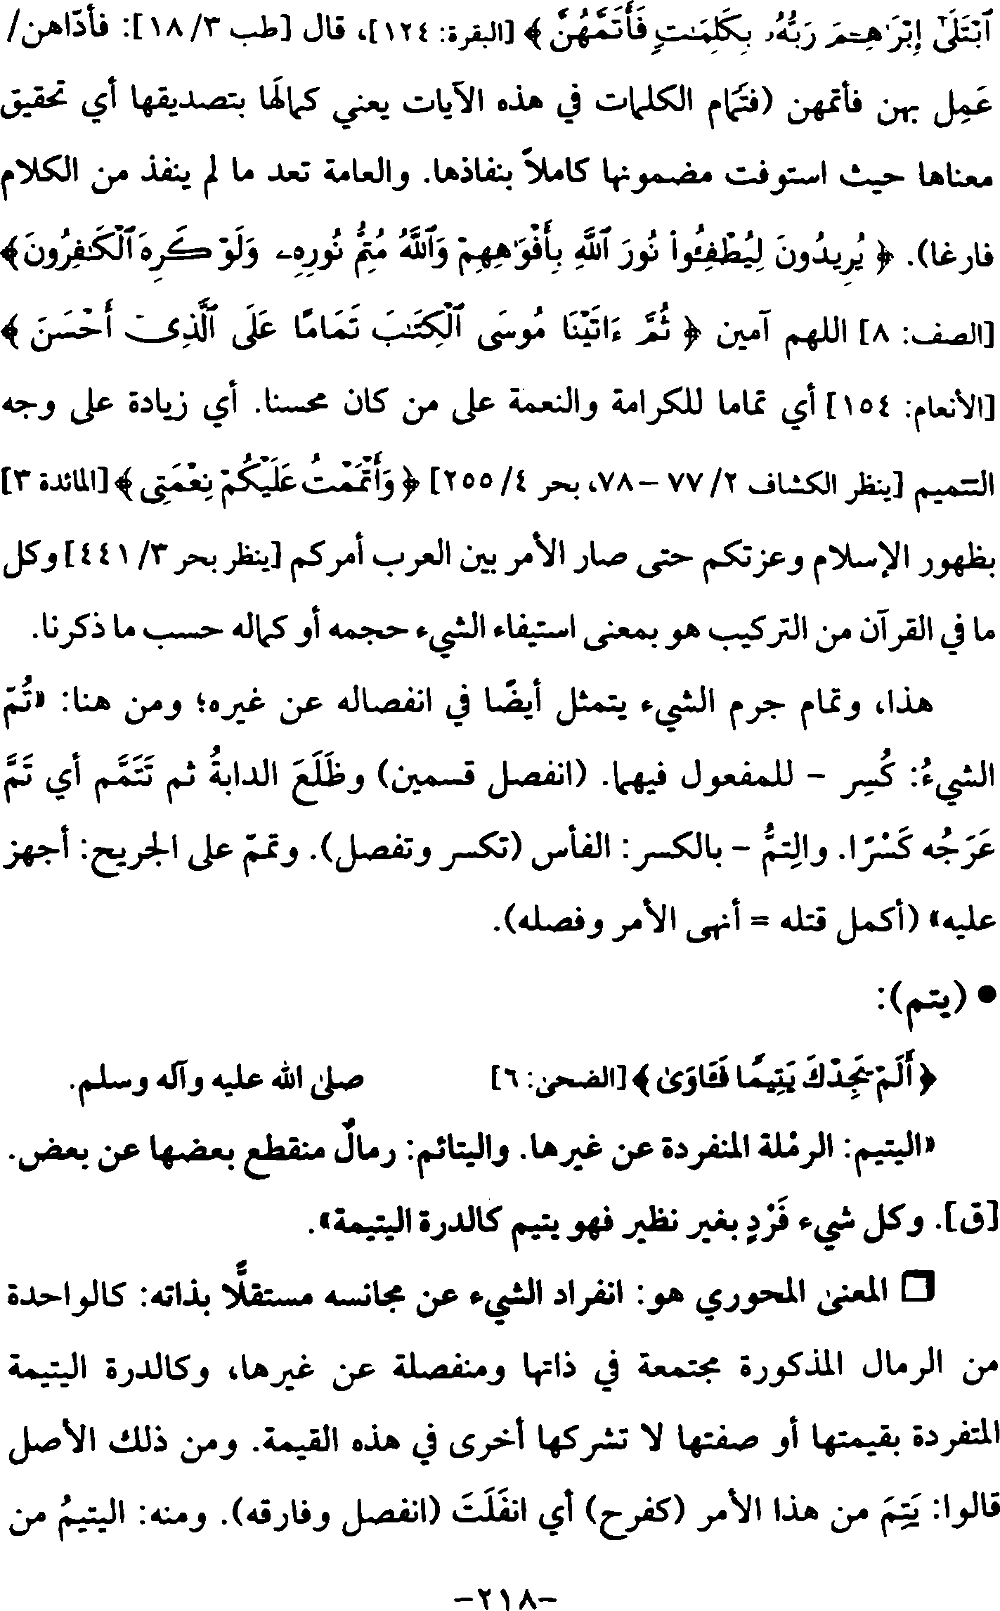 ٱبْتَلَىٰٓ إِبْرَٰهِـۧمَ رَبُّهُۥ بِكَلِمَـٰتٍ فَأَتَمَّهُنَّ ﴾ [البقرة: ١٢٤]، قال [طب ٣/ ١٨]: فأدّاهن/
عَمِل بهن فأتمهن (فتَمام الكلمات في هذه الآيات يعني كمالَها بتصديقها أي تحقيق
معناها حيث استوفت مضمونها كاملاً بنفاذها. والعامة تعد ما لم ينفذ من الكلام
فارغا). ﴿ يُرِيدُونَ لِيُطْفِـُٔوا۟ نُورَ ٱللَّهِ بِأَفْوَٰهِهِمْ وَٱللَّهُ مُتِمُّ نُورِهِۦ وَلَوْ كَرِهَ ٱلْكَـٰفِرُونَ﴾
[الصف: ٨] اللهم آمين ﴿ ثُمَّ ءَاتَيْنَا مُوسَى ٱلْكِتَـٰبَ تَمَامًا عَلَى ٱلَّذِىٓ أَحْسَنَ ﴾
[الأنعام: ١٥٤] أي تماما للكرامة والنعمة على من كان محسنا. أي زيادة على وجه
التتميم [ينظر الكشاف ٢/ ٧٧ – ٧٨، بحر ٤/ ٢٥٥] ﴿ وَأَتْمَمْتُ عَلَيْكُمْ نِعْمَتِى ﴾ [المائدة ٣]
بظهور الإسلام وعزتكم حتى صار الأمر بين العرب أمركم [ينظر بحر ٣/ ٤٤١] وكل
ما في القرآن من التركيب هو بمعنى استيفاء الشيء حجمه أو كماله حسب ما ذكرنا.
هذا، وتمام جرم الشيء يتمثل أيضًا في انفصاله عن غيره؛ ومن هنا: «تُمّ
الشيءُ: كُسِر – للمفعول فيهما. (انفصل قسمين) وظَلَعَ الدابةُ ثم تَتَمَّم أي تَمَّ
عَرَجُه كَسْرًا. والتِمُّ – بالكسر: الفأس (تكسر وتفصل). وتممّ على الجريح: أجهز
عليه» (أكمل قتله = أنهى الأمر وفصله).
● (يتم):
﴿ أَلَمْ يَجِدْكَ يَتِيمًا فَـَٔاوَىٰ ﴾ [الضحى: ٦] صلى الله عليه وآله وسلم.
«اليتيم: الرمْلة المنفردة عن غيرها. واليتائم: رمالٌ منقطع بعضها عن بعض.
[ق]. وكل شيء فَرْدٍ بغير نظير فهو يتيم كالدرة اليتيمة».
❒ المعنى المحوري هو: انفراد الشيء عن مجانسه مستقلًّا بذاته: كالواحدة
من الرمال المذكورة مجتمعة في ذاتها ومنفصلة عن غيرها، وكالدرة اليتيمة
المتفردة بقيمتها أو صفتها لا تشركها أخرى في هذه القيمة. ومن ذلك الأصل
قالوا: يَتِمَ من هذا الأمر (كفرح) أي انفَلَتَ (انفصل وفارقه). ومنه: اليتيمُ من
-٢١٨-